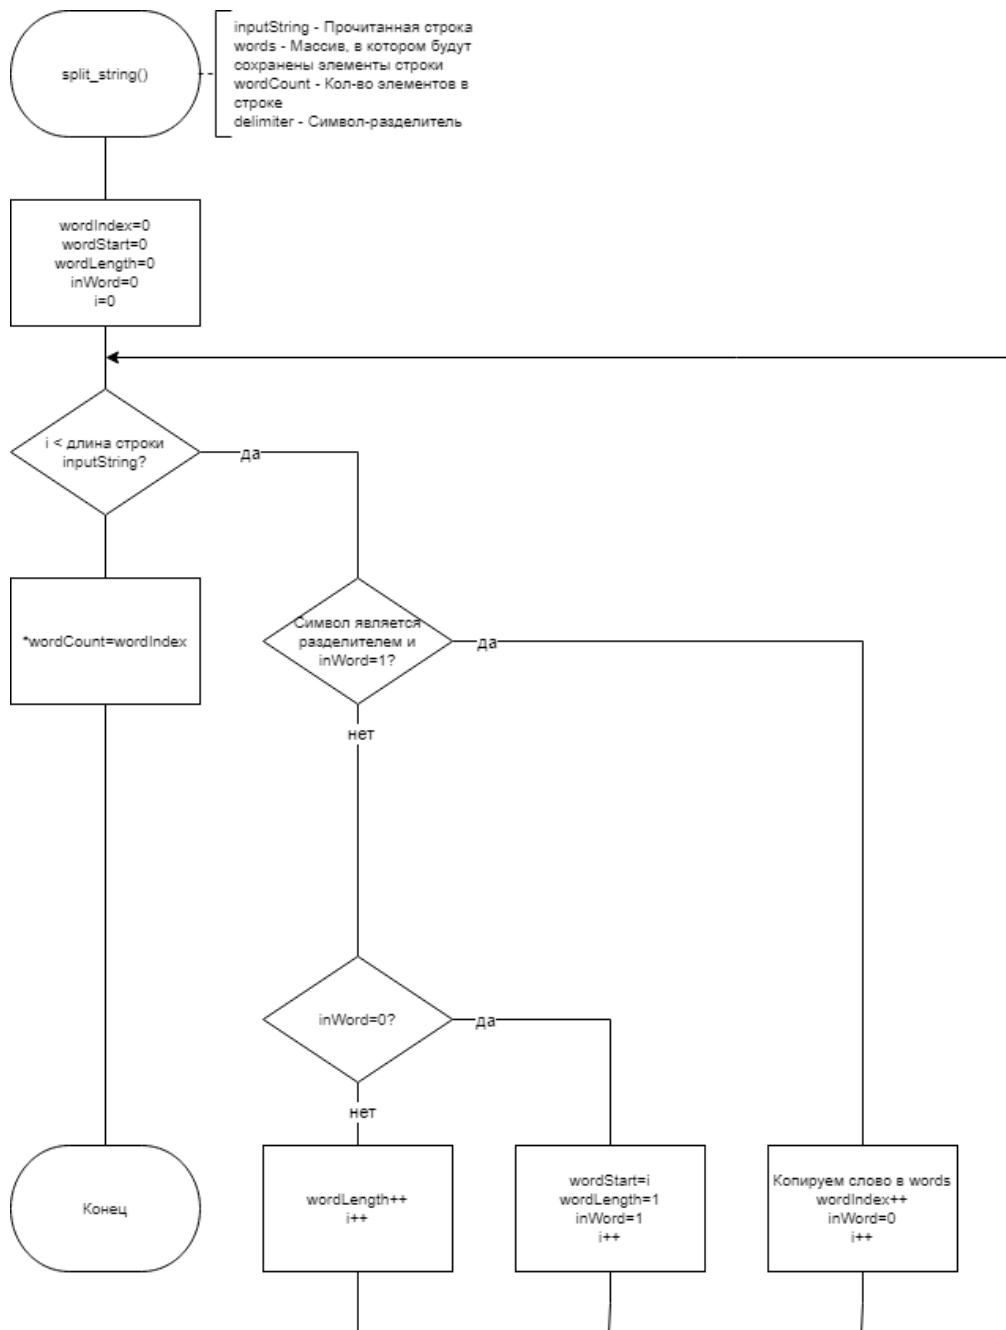 split_string()
inputString - Прочитанная строка
words - Массив, в котором будут
сохранены элементы строки
wordCount - Кол-во элементов в
строке
delimiter - Символ-разделитель
wordIndex=0
wordStart=0
wordLength=0
inWord=0
i=0
i < длина строки
inputString?
да
*wordCount=wordIndex
Символ является
разделителем и
inWord=1?
да
нет
inWord=0?
да
нет
Конец
wordLength++
i++
wordStart=i
wordLength=1
inWord=1
i++
Копируем слово в words
wordIndex++
inWord=0
i++